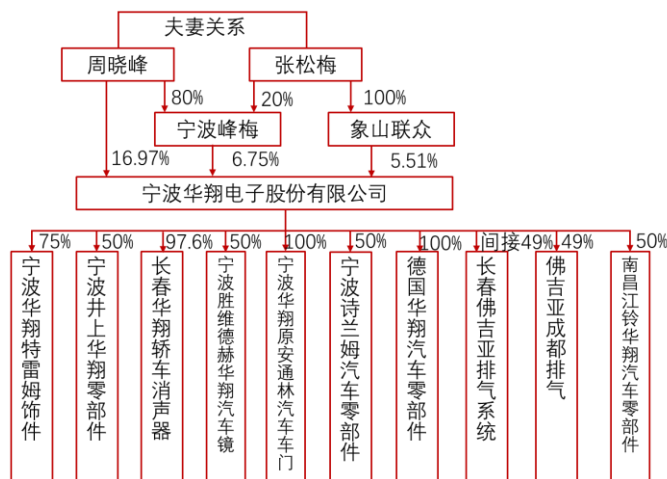 夫妻关系
周晓峰
张松梅
80%
20%
100%
宁波峰梅
象山联众
16.97%
6.75%
5.51%
宁波华翔电子股份有限公司
75%
50%
97.6%
50%
100%
50%
100%
间接49%
49%
50%
宁波华翔特雷姆饰件
宁波井上华翔零部件
长春华翔轿车消声器
宁波胜维德赫华翔汽车镜
宁波华翔原安通林汽车车门
宁波诗兰姆汽车零部件
德国华翔汽车零部件
长春佛吉亚排气系统
佛吉亚成都排气
南昌江铃华翔汽车零部件